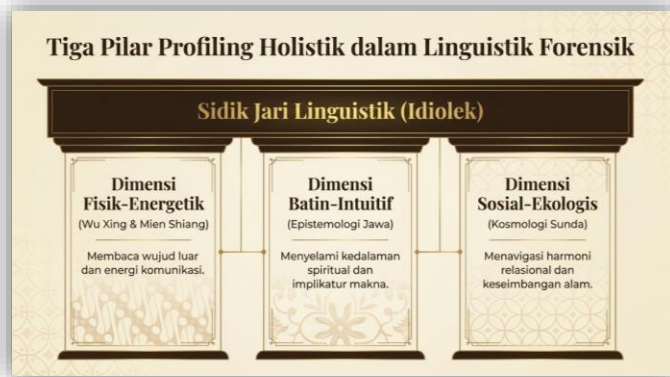 Tiga Pilar Profiling Holistik dalam Linguistik Forensik
Sidik Jari Linguistik (Idiolek)
Dimensi
Fisik-Energetik
(Wu Xing & Mien Shiang)
Membaca wujud luar
dan energi komunikasi.
Dimensi
Batin-Intuitif
(Epistemologi Jawa)
Menyelami kedalaman
spiritual dan
implikatur makna.
Dimensi
Sosial-Ekologis
(Kosmologi Sunda)
Menavigasi harmoni
relasional dan
keseimbangan alam.